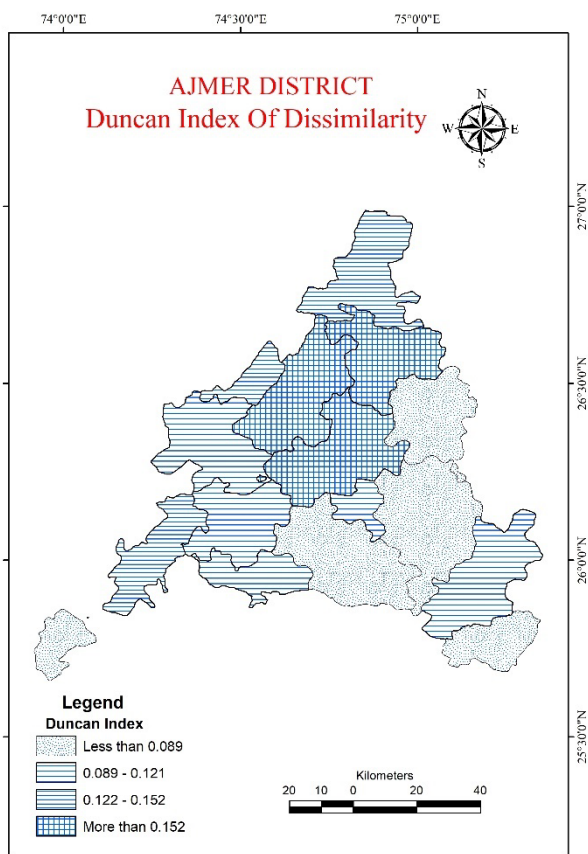 74°0'0"E 74°30'0"E 75°0'0"E
AJMER DISTRICT
Duncan Index Of Dissimilarity
N
W E
S
27°0'0"N
26°30'0"N
26°0'0"N
25°30'0"N
Legend
Duncan Index
Less than 0.089
0.089 - 0.121
0.122 - 0.152
More than 0.152
Kilometers
20 10 0 20 40